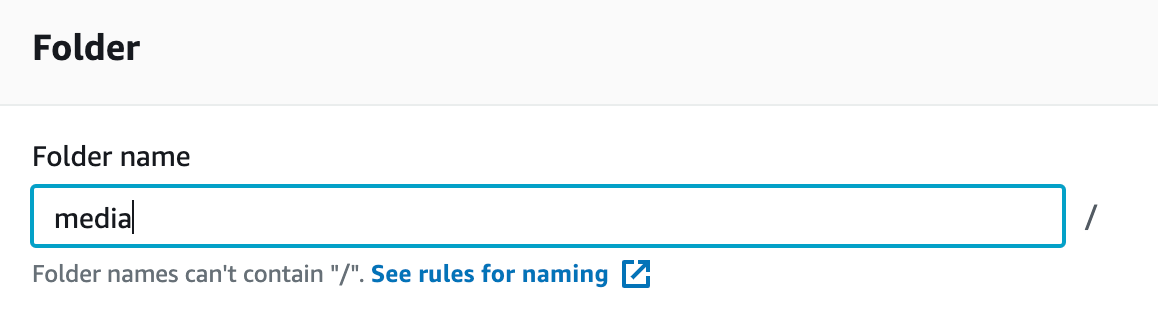 Folder
Folder name
media
/
Folder names can't contain "/". See rules for naming